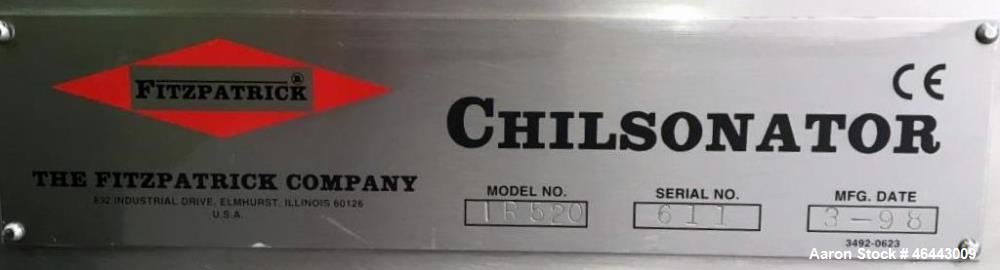 FITZPATRICK ®
CE
CHILSONATOR
THE FITZPATRICK COMPANY
832 INDUSTRIAL DRIVE, ELMHURST, ILLINOIS 60126
U.S.A.
MODEL NO. SERIAL NO. MFG. DATE
1R520 611 3-98
3492-0623
Aaron Stock # 46443009